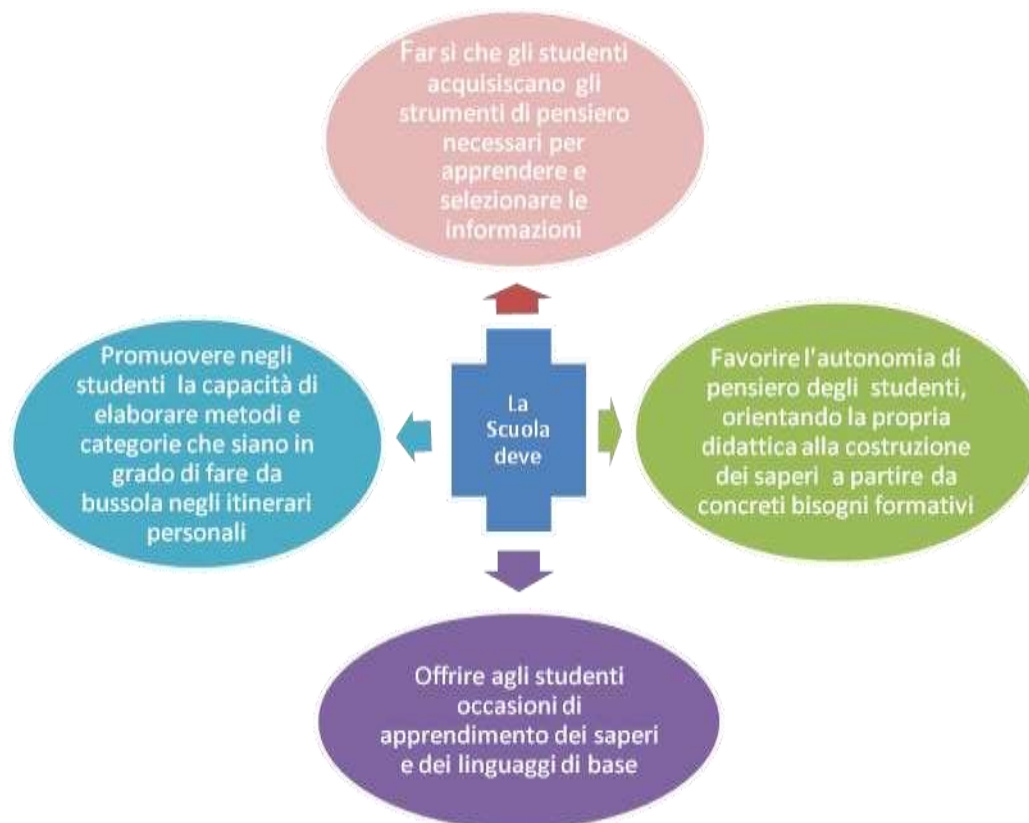 Far sì che gli studenti
acquisiscano gli
strumenti di pensiero
necessari per
apprendere e
selezionare le
informazioni
Promuovere negli
studenti la capacità di
elaborare metodi e
categorie che siano in
grado di fare da
bussola negli itinerari
personali
La
Scuola
deve
Favorire l'autonomia di
pensiero degli studenti,
orientando la propria
didattica alla costruzione
dei saperi a partire da
concreti bisogni formativi
Offrire agli studenti
occasioni di
apprendimento dei saperi
e dei linguaggi di base